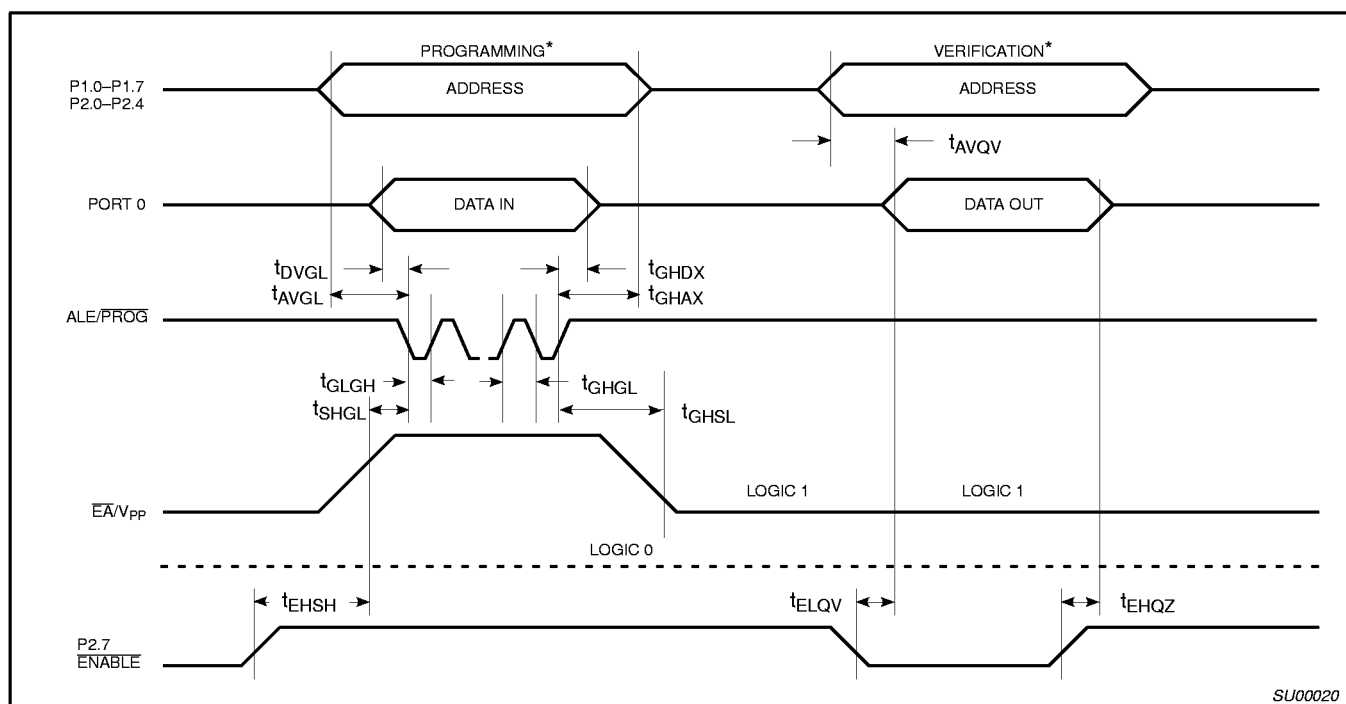 PROGRAMMING*
VERIFICATION*
P1.0–P1.7
P2.0–P2.4
ADDRESS
ADDRESS
tAVQV
PORT 0
DATA IN
DATA OUT
tDVGL
tGHDX
tAVGL
tGHAX
ALE/PROG
tGLGH
tGHGL
tSHGL
tGHSL
EA/VPP
LOGIC 1
LOGIC 1
LOGIC 0
tEHSH
tELQV
tEHQZ
P2.7
ENABLE
SU00020